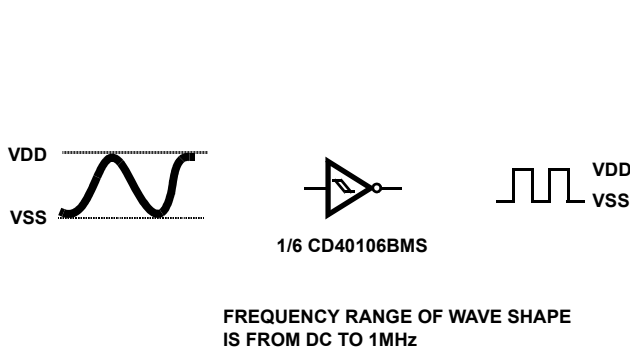 VDD
VSS
1/6 CD40106BMS
VDD
VSS
FREQUENCY RANGE OF WAVE SHAPE
IS FROM DC TO 1MHz